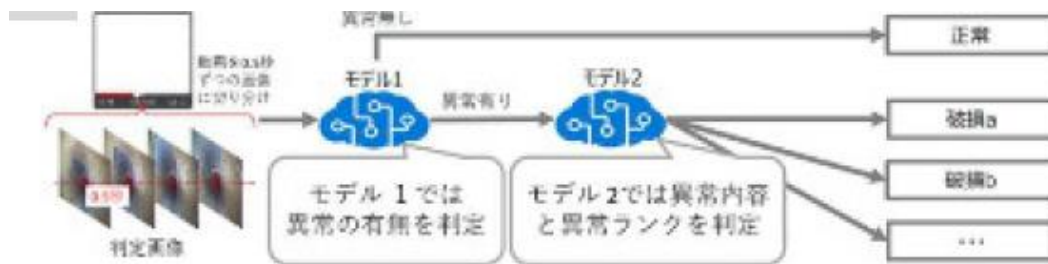 異常無し
正常
動画を0.5秒
ずつの画像
に切り分け
モデル1
モデル2
異常有り
破損a
破損b
0.5秒
モデル 1では
異常の有無を判定
モデル2では異常内容
と異常ランクを判定
判定画像
…